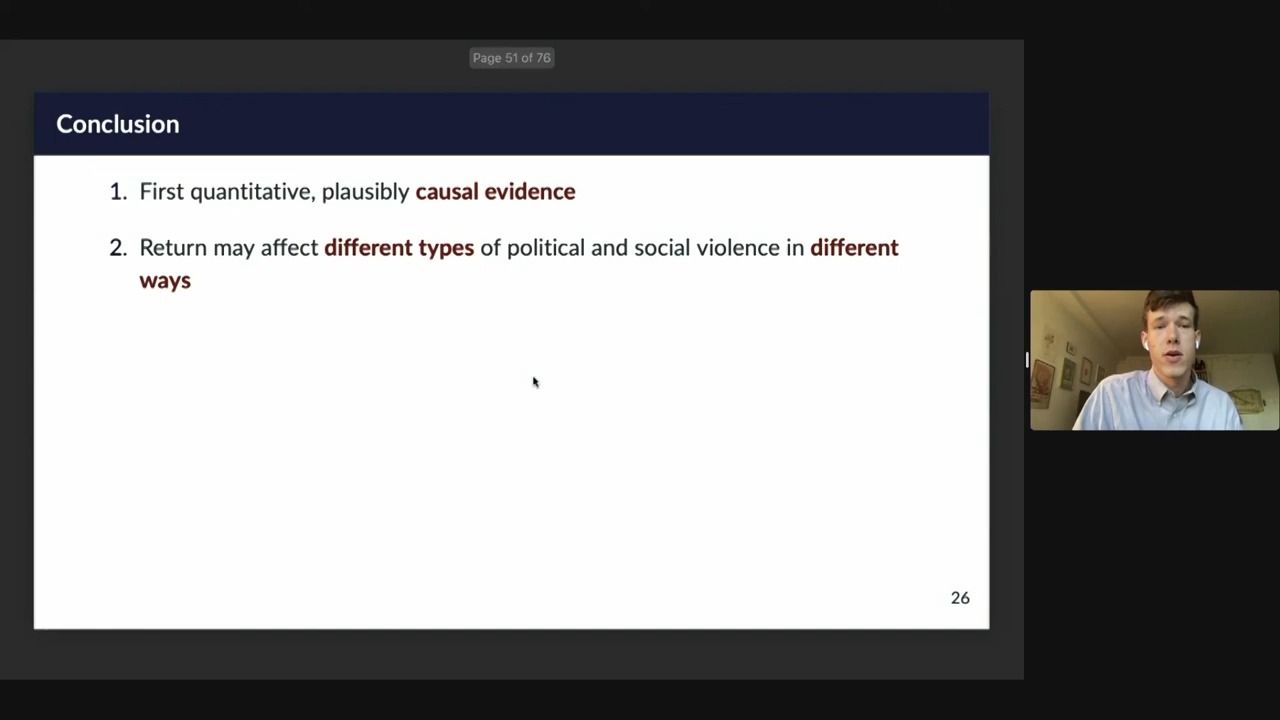 Page 51 of 76
Conclusion
1. First quantitative, plausibly causal evidence
2. Return may affect different types of political and social violence in different
ways
26